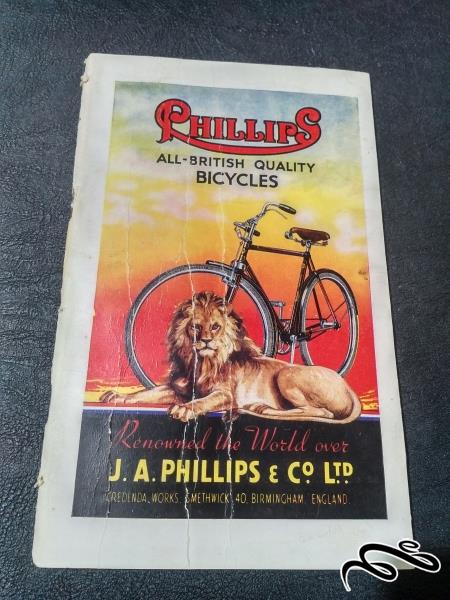 PHILLIPS
ALL-BRITISH QUALITY
BICYCLES
Renowned the World over
J. A. PHILLIPS & Cº LTD
CREDENDA WORKS, SMETHWICK 40, BIRMINGHAM, ENGLAND.